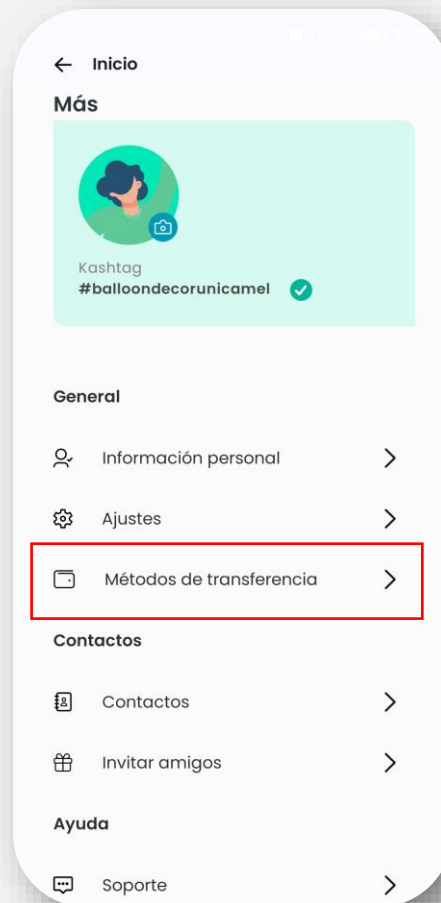 Inicio
Más
Kashtag
#balloondecorunicamel
General
Información personal
Ajustes
Métodos de transferencia
Contactos
Contactos
Invitar amigos
Ayuda
Soporte